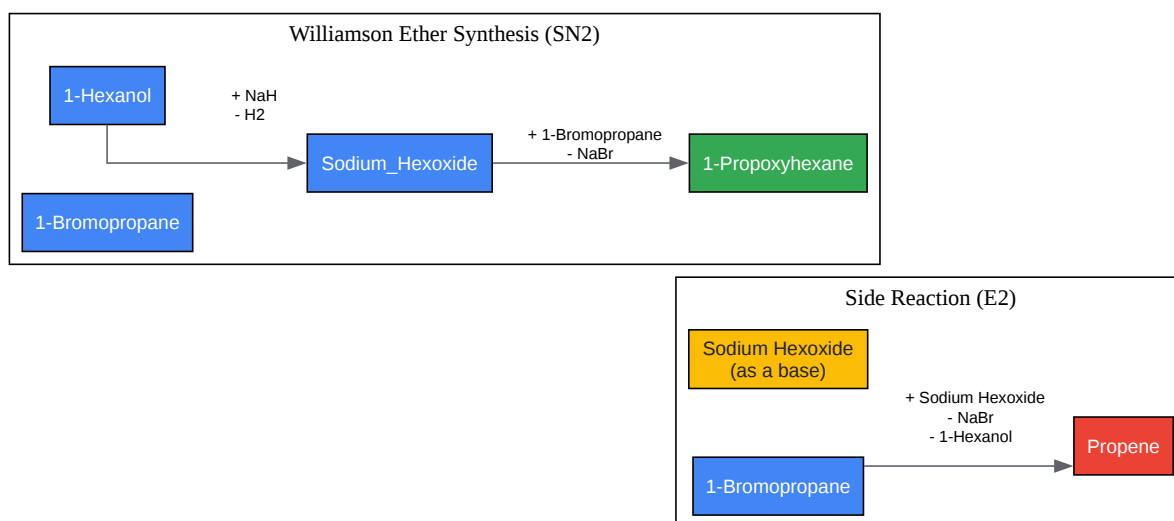 Williamson Ether Synthesis (SN2)
1-Hexanol
+ NaH
- H2
Sodium_Hexoxide
+ 1-Bromopropane
- NaBr
1-Propoxyhexane
1-Bromopropane
Side Reaction (E2)
Sodium Hexoxide
(as a base)
+ Sodium Hexoxide
- NaBr
- 1-Hexanol
Propene
1-Bromopropane